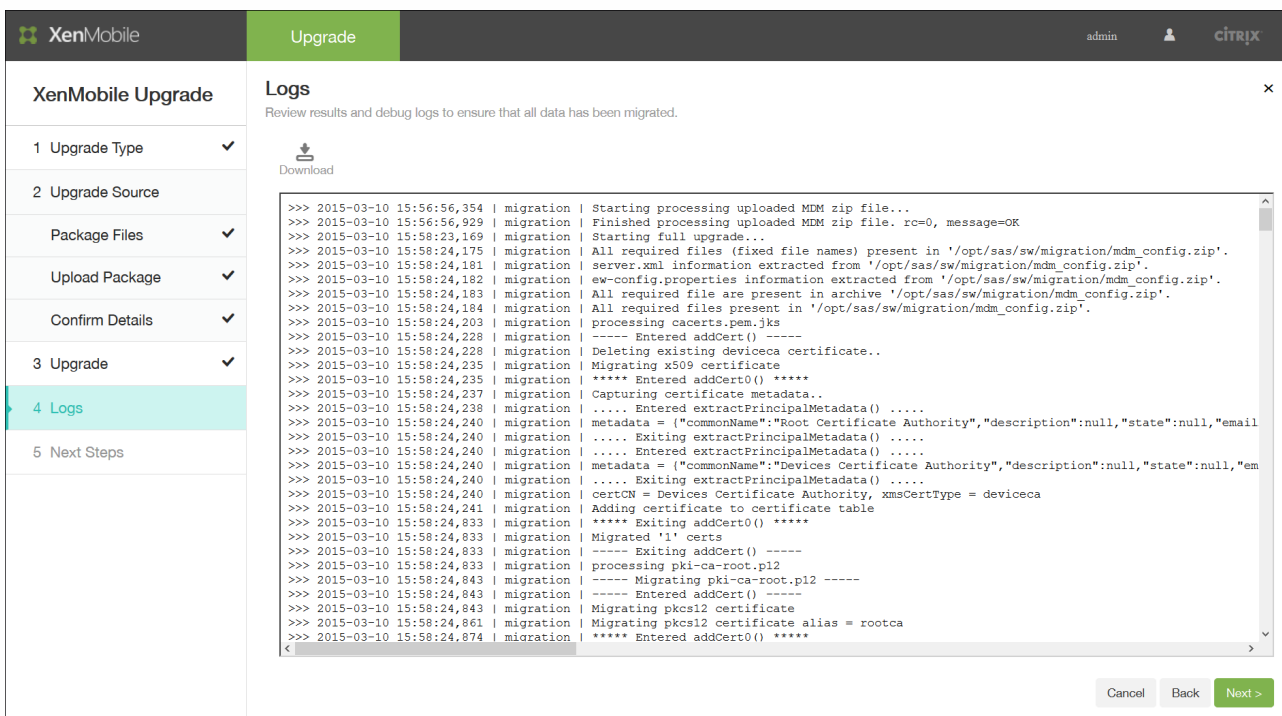 XenMobile
Upgrade
admin
CITRIX
XenMobile Upgrade
1 Upgrade Type
2 Upgrade Source
Package Files
Upload Package
Confirm Details
3 Upgrade
4 Logs
5 Next Steps
Logs
×
Review results and debug logs to ensure that all data has been migrated.
Download
>>> 2015-03-10 15:56:56,354 | migration | Starting processing uploaded MDM zip file...
>>> 2015-03-10 15:56:56,929 | migration | Finished processing uploaded MDM zip file. rc=0, message=OK
>>> 2015-03-10 15:58:23,169 | migration | Starting full upgrade...
>>> 2015-03-10 15:58:24,175 | migration | All required files (fixed file names) present in '/opt/sas/sw/migration/mdm_config.zip'.
>>> 2015-03-10 15:58:24,181 | migration | server.xml information extracted from '/opt/sas/sw/migration/mdm_config.zip'.
>>> 2015-03-10 15:58:24,182 | migration | ew-config.properties information extracted from '/opt/sas/sw/migration/mdm_config.zip'.
>>> 2015-03-10 15:58:24,183 | migration | All required file are present in archive '/opt/sas/sw/migration/mdm_config.zip'.
>>> 2015-03-10 15:58:24,184 | migration | All required files present in '/opt/sas/sw/migration/mdm_config.zip'.
>>> 2015-03-10 15:58:24,203 | migration | processing cacerts.pem.jks
>>> 2015-03-10 15:58:24,228 | migration | ----- Entered addCert() -----
>>> 2015-03-10 15:58:24,228 | migration | Deleting existing deviceca certificate..
>>> 2015-03-10 15:58:24,235 | migration | Migrating x509 certificate
>>> 2015-03-10 15:58:24,235 | migration | ***** Entered addCert0() *****
>>> 2015-03-10 15:58:24,237 | migration | Capturing certificate metadata..
>>> 2015-03-10 15:58:24,238 | migration | ..... Entered extractPrincipalMetadata() .....
>>> 2015-03-10 15:58:24,240 | migration | metadata = {"commonName":"Root Certificate Authority","description":null,"state":null,"email
>>> 2015-03-10 15:58:24,240 | migration | ..... Exiting extractPrincipalMetadata() .....
>>> 2015-03-10 15:58:24,240 | migration | ..... Entered extractPrincipalMetadata() .....
>>> 2015-03-10 15:58:24,240 | migration | metadata = {"commonName":"Devices Certificate Authority","description":null,"state":null,"em
>>> 2015-03-10 15:58:24,240 | migration | ..... Exiting extractPrincipalMetadata() .....
>>> 2015-03-10 15:58:24,240 | migration | certCN = Devices Certificate Authority, xmsCertType = deviceca
>>> 2015-03-10 15:58:24,241 | migration | Adding certificate to certificate table
>>> 2015-03-10 15:58:24,833 | migration | ***** Exiting addCert0() *****
>>> 2015-03-10 15:58:24,833 | migration | Migrated '1' certs
>>> 2015-03-10 15:58:24,833 | migration | ----- Exiting addCert() -----
>>> 2015-03-10 15:58:24,833 | migration | processing pki-ca-root.p12
>>> 2015-03-10 15:58:24,843 | migration | ----- Migrating pki-ca-root.p12 -----
>>> 2015-03-10 15:58:24,843 | migration | ----- Entered addCert() -----
>>> 2015-03-10 15:58:24,843 | migration | Migrating pkcs12 certificate
>>> 2015-03-10 15:58:24,861 | migration | Migrating pkcs12 certificate alias = rootca
>>> 2015-03-10 15:58:24,874 | migration | ***** Entered addCert0() *****
Cancel
Back
Next >